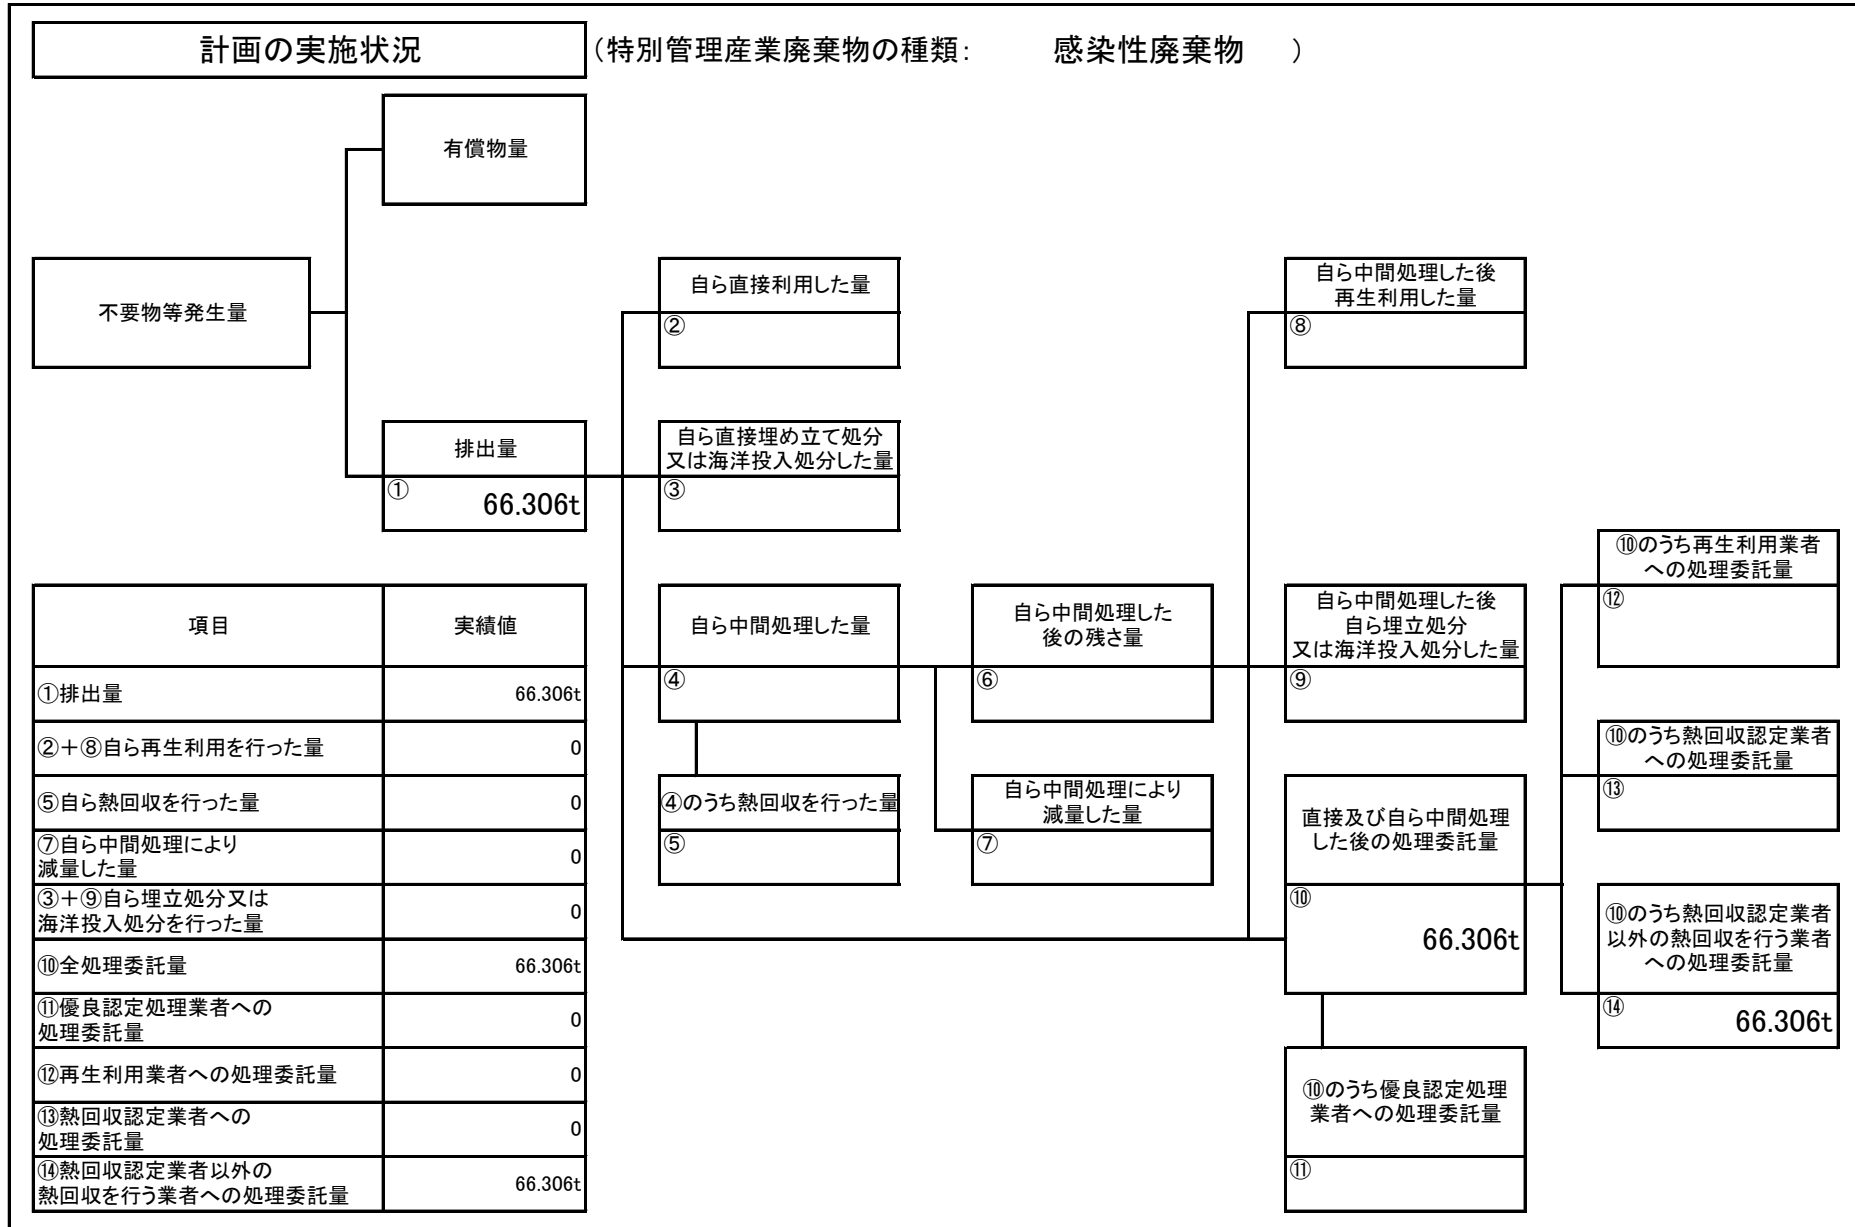 計画の実施状況
（特別管理産業廃棄物の種類： 感染性廃棄物 ）
有償物量
不要物等発生量
排出量
①
66.306t
自ら直接利用した量
②
自ら直接埋め立て処分
又は海洋投入処分した量
③
自ら中間処理した量
④
④のうち熱回収を行った量
⑤
自ら中間処理した
後の残さ量
⑥
自ら中間処理により
減量した量
⑦
自ら中間処理した後
再生利用した量
⑧
自ら中間処理した後
自ら埋立処分
又は海洋投入処分した量
⑨
直接及び自ら中間処理
した後の処理委託量
⑩
66.306t
⑩のうち優良認定処理
業者への処理委託量
⑪
⑩のうち再生利用業者
への処理委託量
⑫
⑩のうち熱回収認定業者
への処理委託量
⑬
⑩のうち熱回収認定業者
以外の熱回収を行う業者
への処理委託量
⑭
66.306t
項目 実績値
①排出量 66.306t
②＋⑧自ら再生利用を行った量 0
⑤自ら熱回収を行った量 0
⑦自ら中間処理により
減量した量 0
③＋⑨自ら埋立処分又は
海洋投入処分を行った量 0
⑩全処理委託量 66.306t
⑪優良認定処理業者への
処理委託量 0
⑫再生利用業者への処理委託量 0
⑬熱回収認定業者への
処理委託量 0
⑭熱回収認定業者以外の
熱回収を行う業者への処理委託量 66.306t